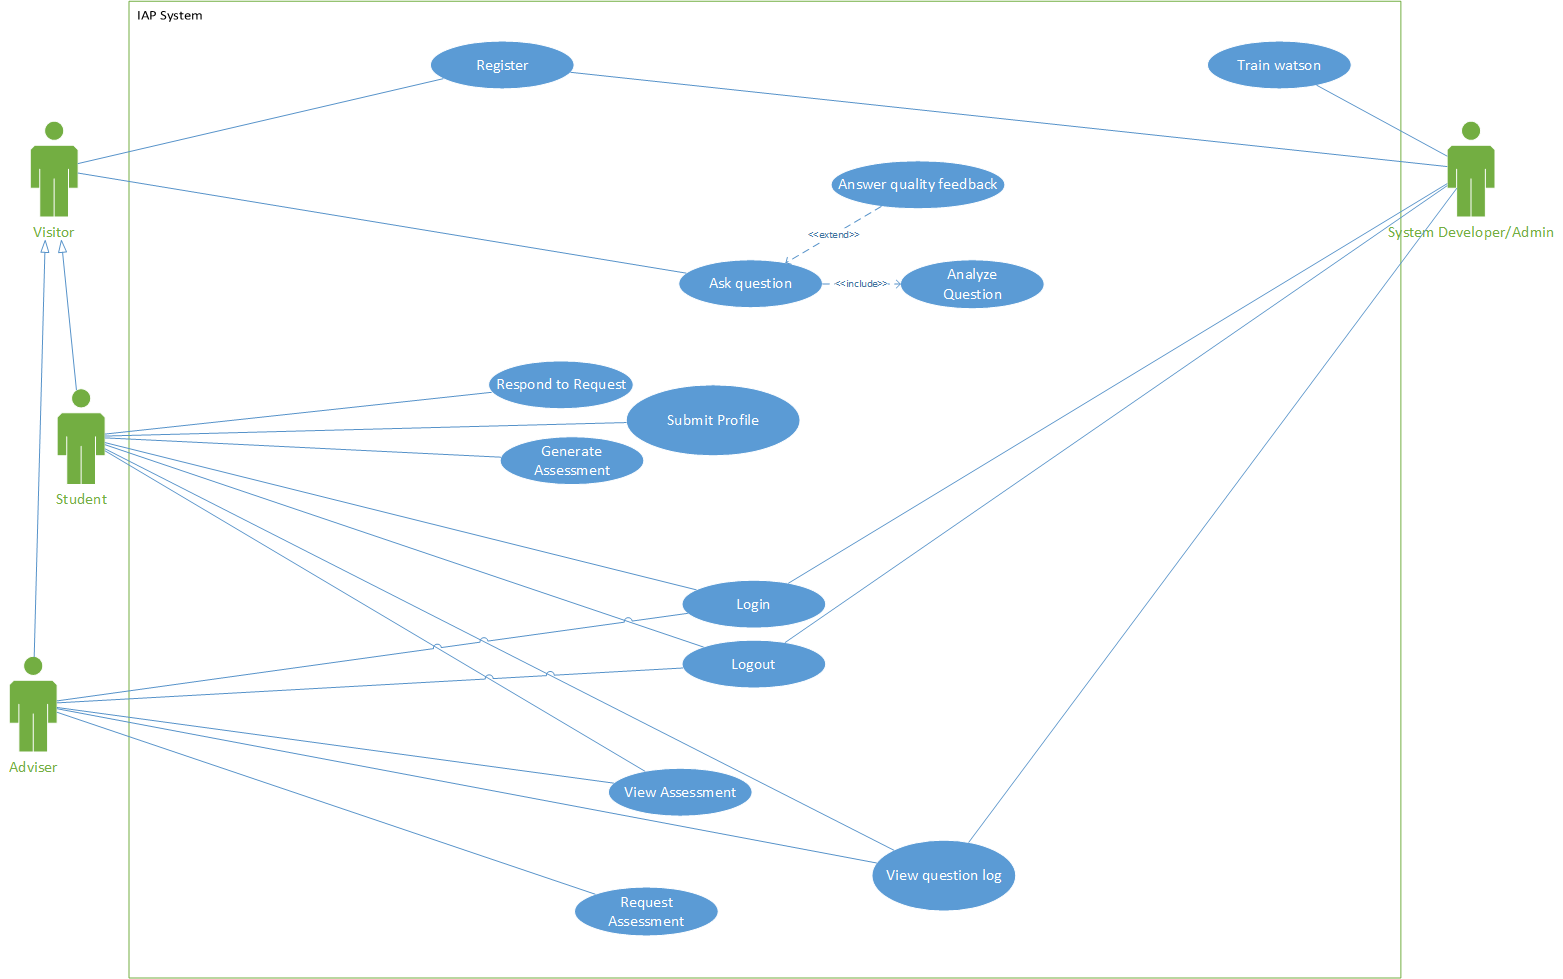 IAP System
Register
Train watson
Answer quality feedback
Visitor
System Developer/Admin
<<extend>>
Ask question
<<include>>
Analyze
Question
Respond to Request
Submit Profile
Generate
Assessment
Student
Login
Logout
Adviser
View Assessment
View question log
Request
Assessment